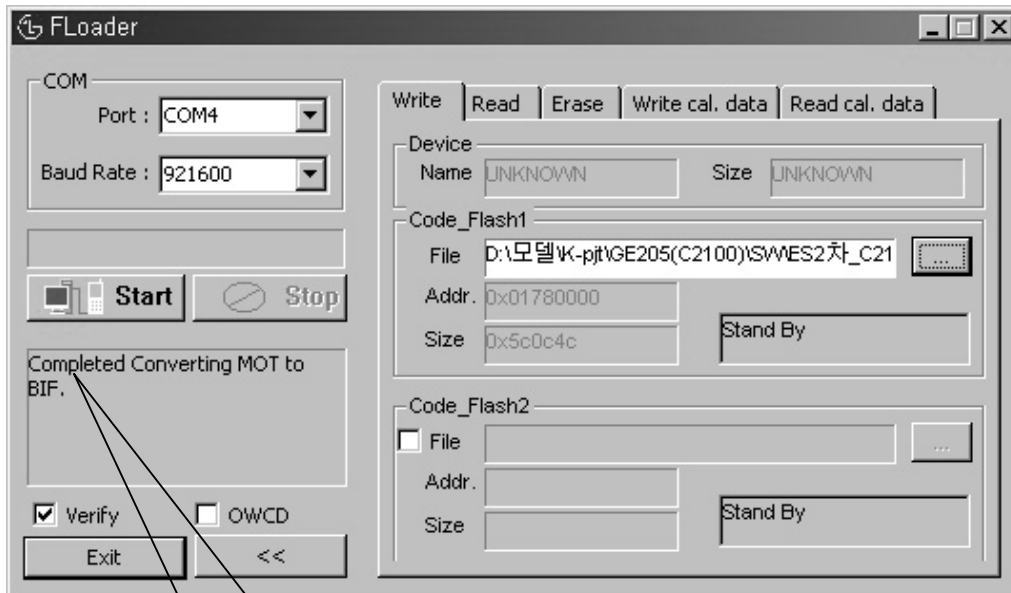 FLoader
COM
Port : COM4
Baud Rate : 921600
Start Stop
Completed Converting MOT to
BIF.
Verify OWCD
Exit <<
Write Read Erase Write cal. data Read cal. data
Device
Name UNKNOWN Size UNKNOWN
Code_Flash1
File D:\모델\K-pjt\GE205(C2100)\SW\ES2차_C21 ...
Addr. 0x01780000
Size 0x5c0c4c Stand By
Code_Flash2
File ...
Addr.
Size Stand By